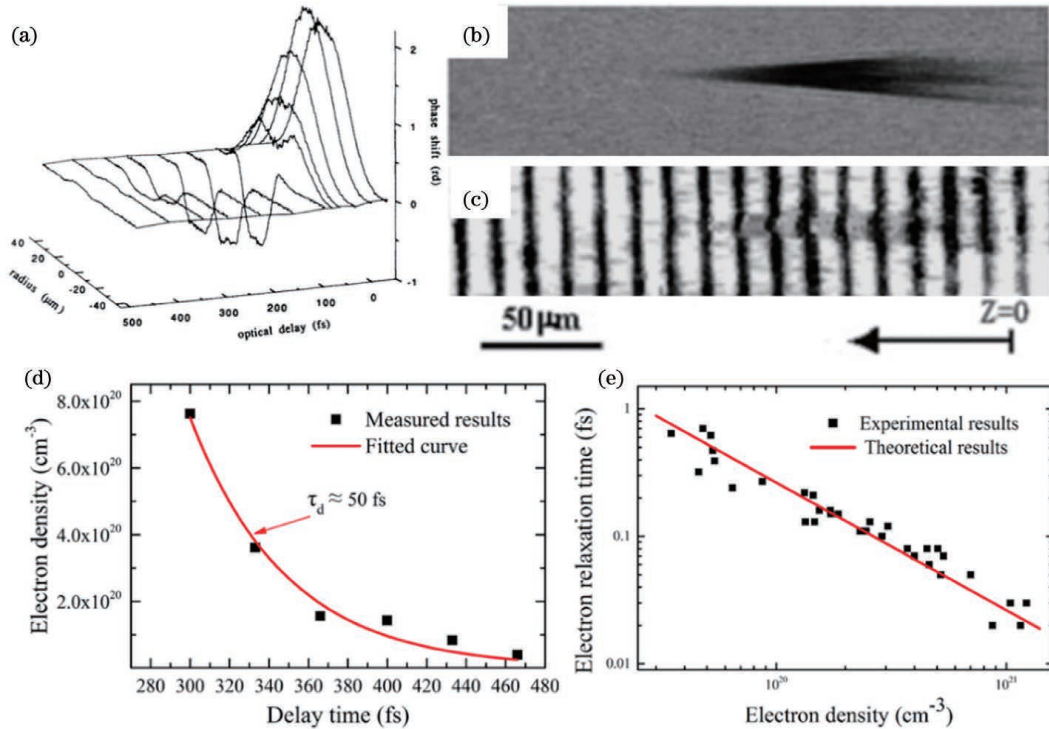 (a)
2
1
0
-1
phase shift (rd)
40
20
0
-20
-40
radius (μm)
500
400
300
200
100
0
optical delay (fs)
(b)
(c)
50 μm
Z=0
(d)
8.0x10²⁰
6.0x10²⁰
4.0x10²⁰
2.0x10²⁰
Electron density (cm⁻³)
Measured results
Fitted curve
τd ≈ 50 fs
280 300 320 340 360 380 400 420 440 460 480
Delay time (fs)
(e)
1
0.1
0.01
Electron relaxation time (fs)
Experimental results
Theoretical results
10²⁰ 10²¹
Electron density (cm⁻³)